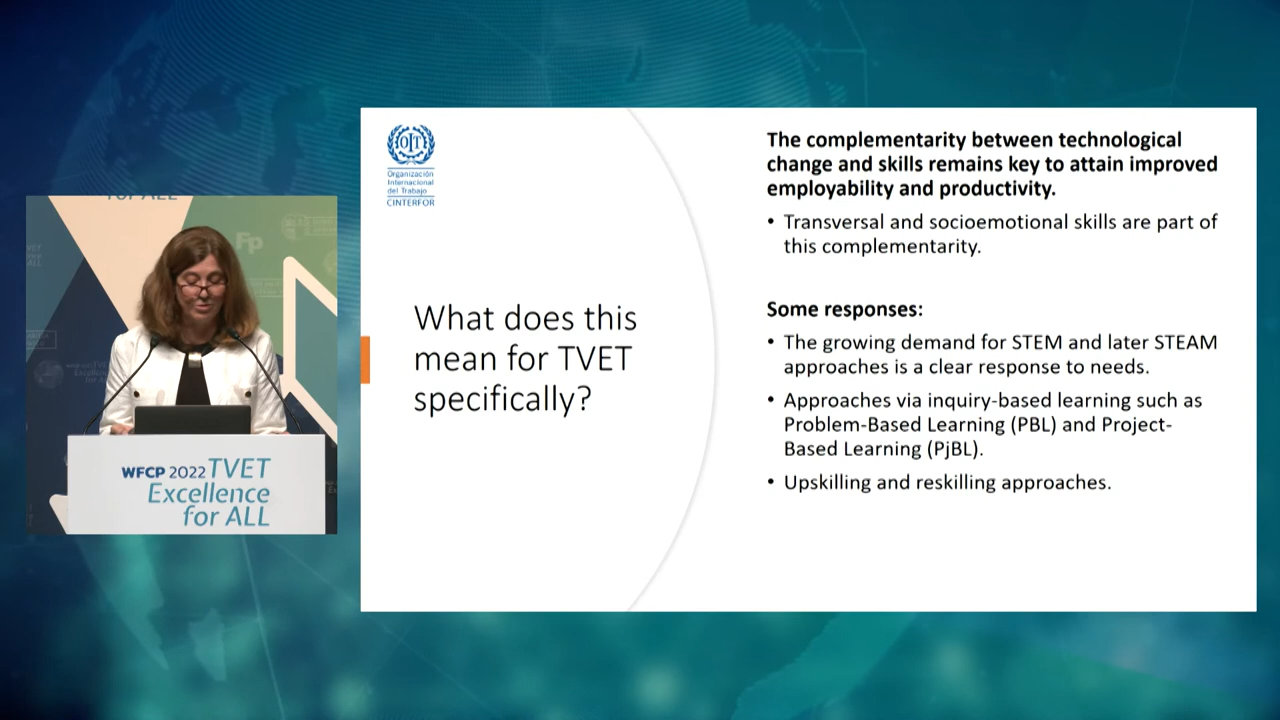 for ALL
Fp
WFCP 2022 TVET
Excellence
for ALL
OIT
Organización
Internacional
del Trabajo
CINTERFOR
What does this
mean for TVET
specifically?
The complementarity between technological
change and skills remains key to attain improved
employability and productivity.
• Transversal and socioemotional skills are part of
this complementarity.
Some responses:
• The growing demand for STEM and later STEAM
approaches is a clear response to needs.
• Approaches via inquiry-based learning such as
Problem-Based Learning (PBL) and Project-
Based Learning (PjBL).
• Upskilling and reskilling approaches.